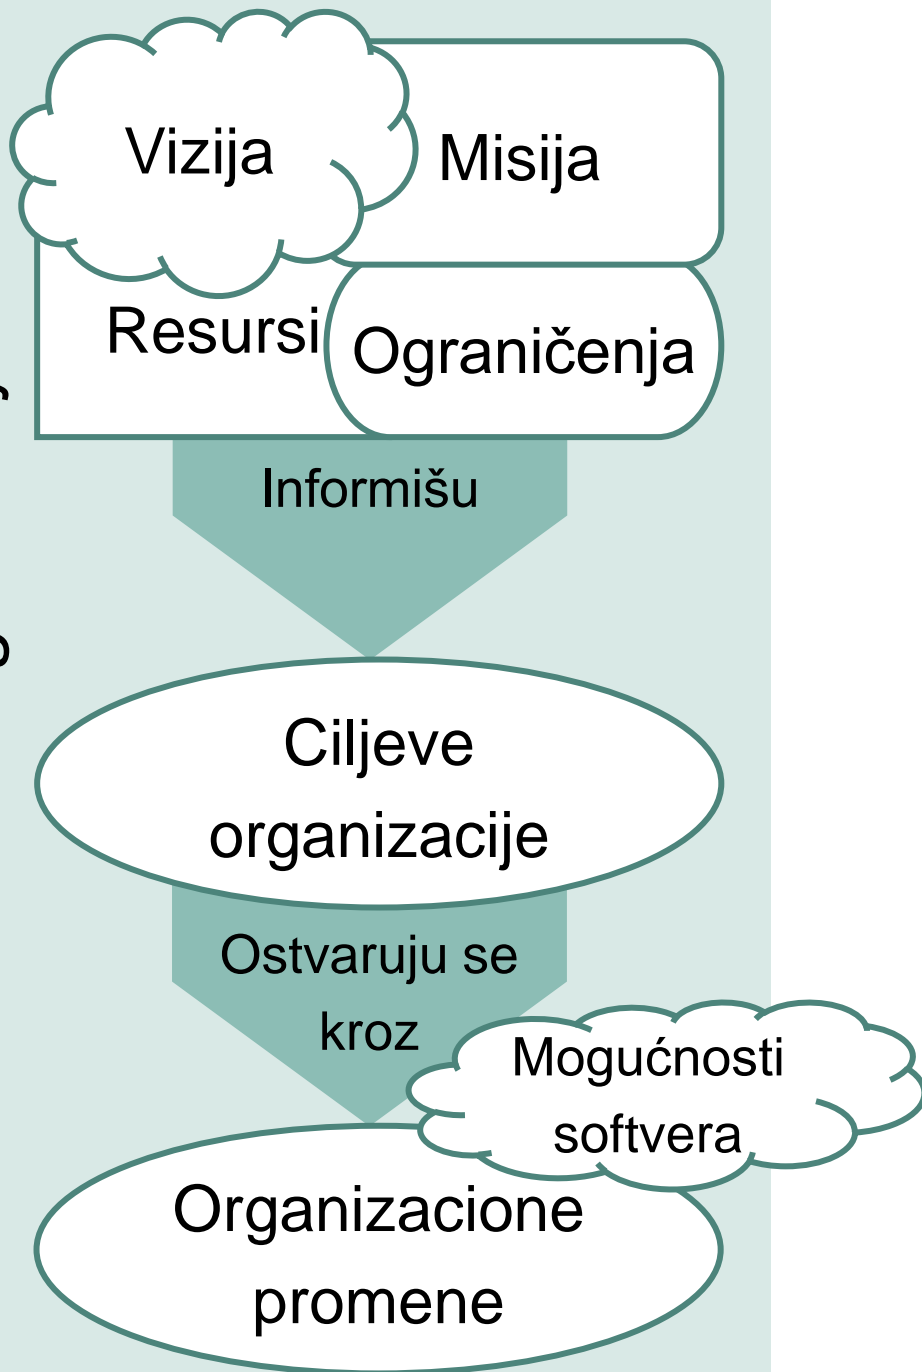 Vizija
Misija
Resursi
Ograničenja
Informišu
Ciljeve
organizacije
Ostvaruju se
kroz
Mogućnosti
softvera
Organizacione
promene